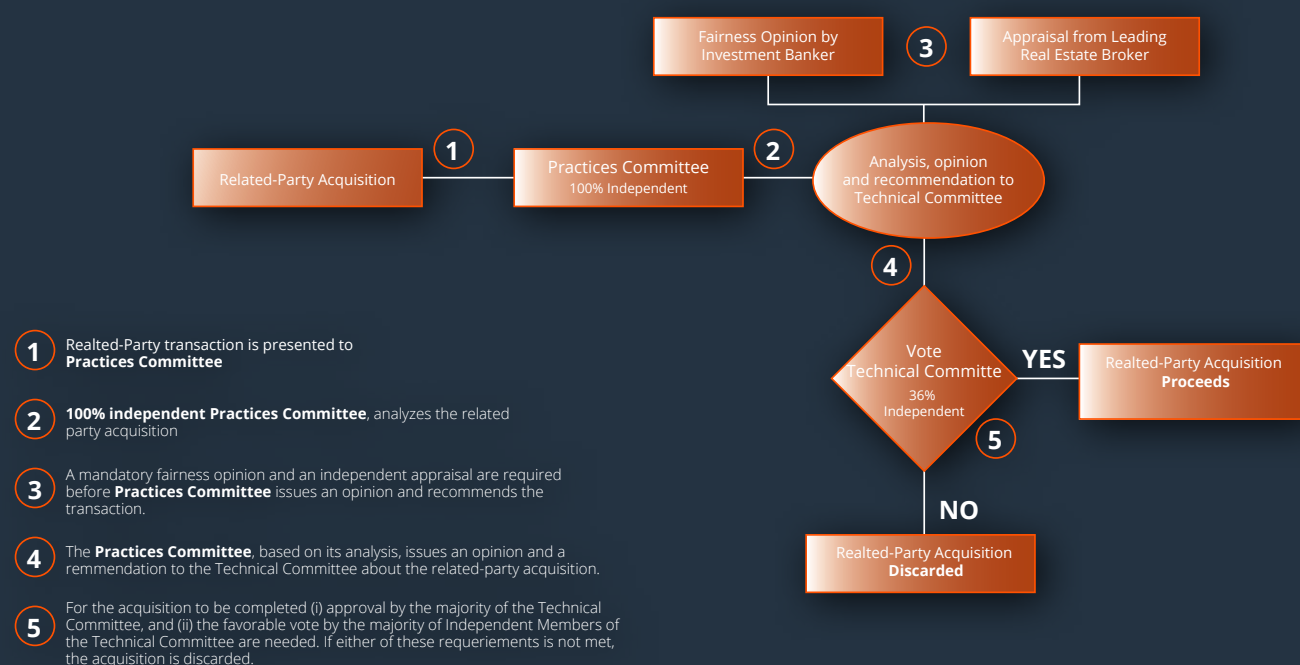 Fairness Opinion by
Investment Banker
3
Appraisal from Leading
Real Estate Broker
Related-Party Acquisition
1
Practices Committee
100% Independent
2
Analysis, opinion
and recommendation to
Technical Committee
4
Vote
Technical Committe
36%
Independent
5
YES
Realted-Party Acquisition
Proceeds
NO
Realted-Party Acquisition
Discarded
1
Realted-Party transaction is presented to
Practices Committee
2
100% independent Practices Committee, analyzes the related
party acquisition
3
A mandatory fairness opinion and an independent appraisal are required
before Practices Committee issues an opinion and recommends the
transaction.
4
The Practices Committee, based on its analysis, issues an opinion and a
remmendation to the Technical Committee about the related-party acquisition.
5
For the acquisition to be completed (i) approval by the majority of the Technical
Committee, and (ii) the favorable vote by the majority of Independent Members of
the Technical Committee are needed. If either of these requeriements is not met,
the acquisition is discarded.